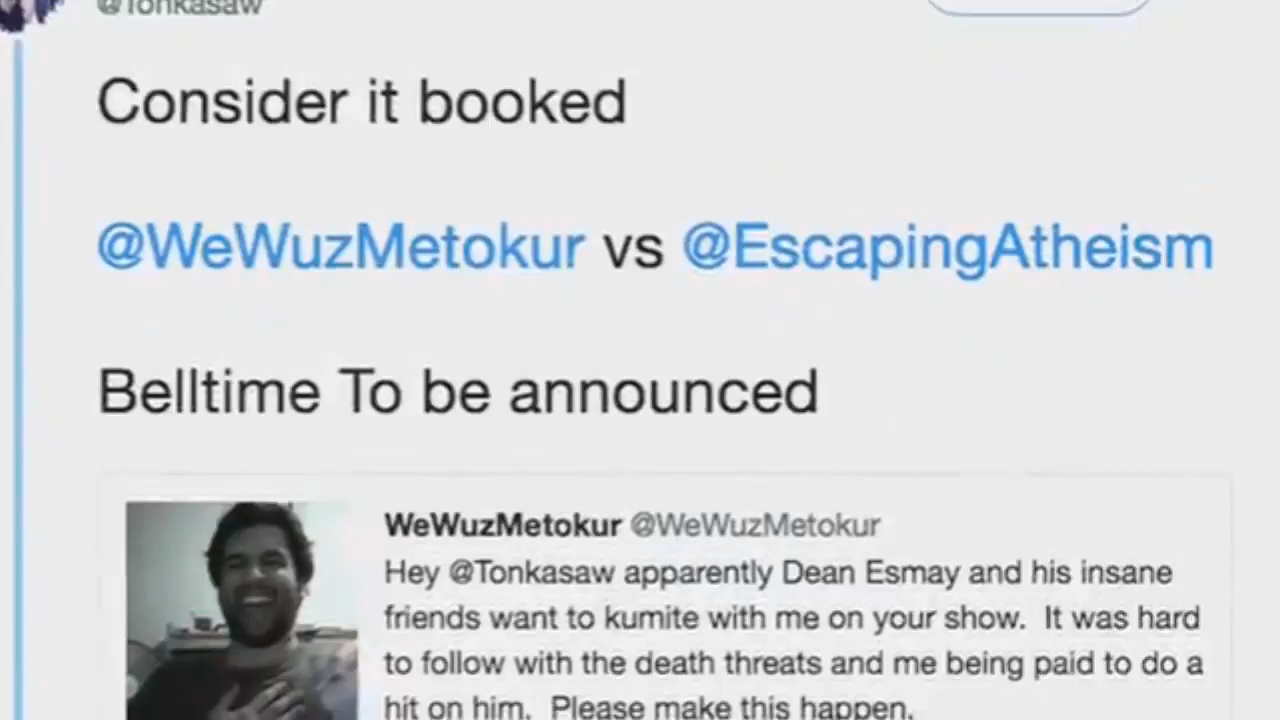 @Tonkasaw
Consider it booked
@WeWuzMetokur vs @EscapingAtheism
Belltime To be announced
WeWuzMetokur @WeWuzMetokur
Hey @Tonkasaw apparently Dean Esmay and his insane
friends want to kumite with me on your show. It was hard
to follow with the death threats and me being paid to do a
hit on him. Please make this happen.